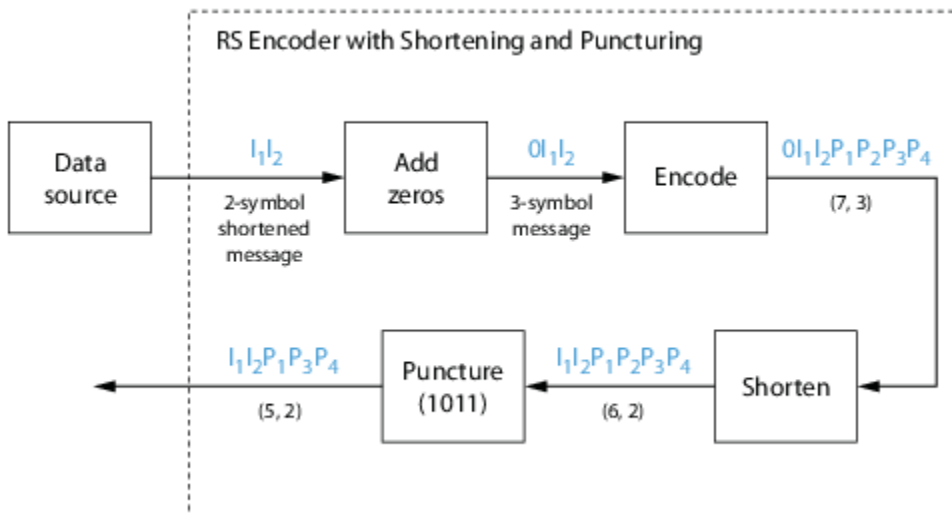 RS Encoder with Shortening and Puncturing
Data
source
I₁I₂
2-symbol
shortened
message
Add
zeros
0I₁I₂
3-symbol
message
Encode
0I₁I₂P₁P₂P₃P₄
(7, 3)
I₁I₂P₁P₃P₄
(5, 2)
Puncture
(1011)
I₁I₂P₁P₂P₃P₄
(6, 2)
Shorten